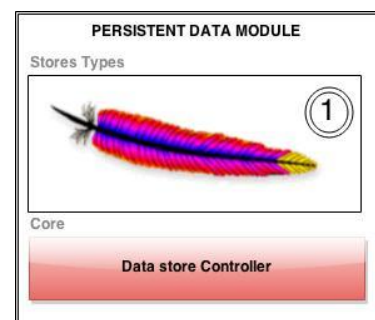 PERSISTENT DATA MODULE
Stores Types
1
Core
Data store Controller